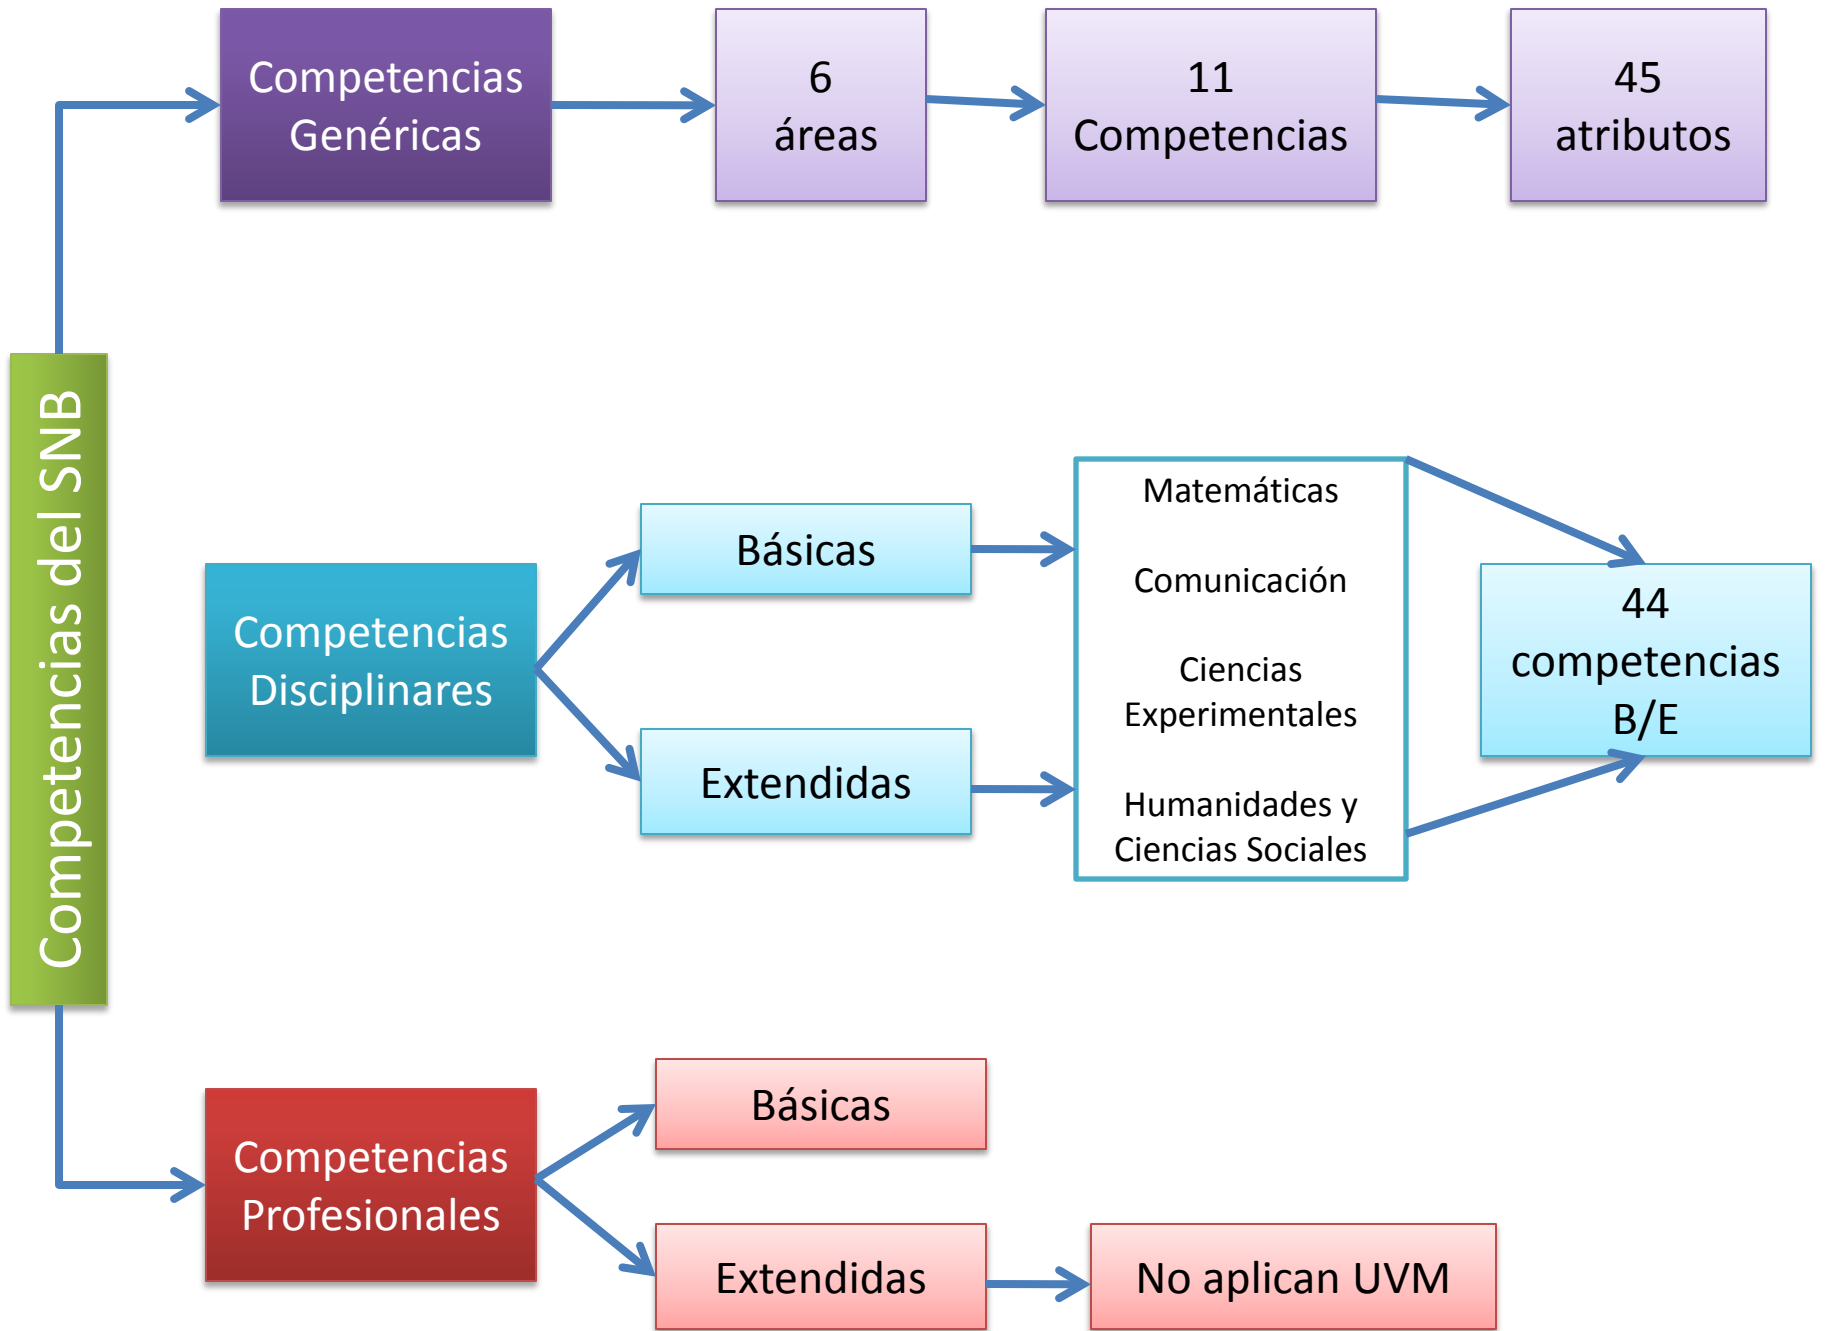 Competencias del SNB
Competencias
Genéricas
6
áreas
11
Competencias
45
atributos
Competencias
Disciplinares
Básicas
Extendidas
Matemáticas
Comunicación
Ciencias
Experimentales
Humanidades y
Ciencias Sociales
44
competencias
B/E
Competencias
Profesionales
Básicas
Extendidas
No aplican UVM